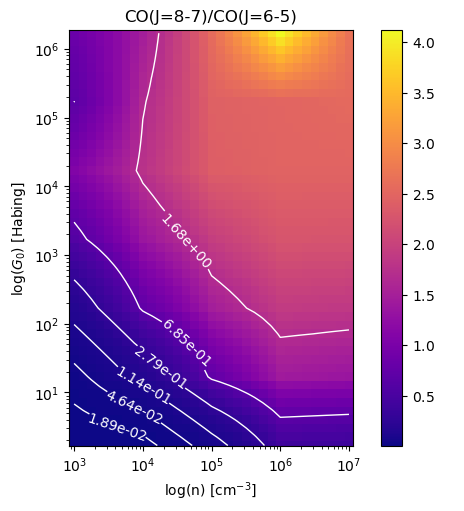 CO(J=8-7)/CO(J=6-5)
log(G₀) [Habing]
10⁶
10⁵
10⁴
10³
10²
10¹
1.68e+00
6.85e-01
2.79e-01
1.14e-01
4.64e-02
1.89e-02
10³ 10⁴ 10⁵ 10⁶ 10⁷
log(n) [cm⁻³]
4.0
3.5
3.0
2.5
2.0
1.5
1.0
0.5